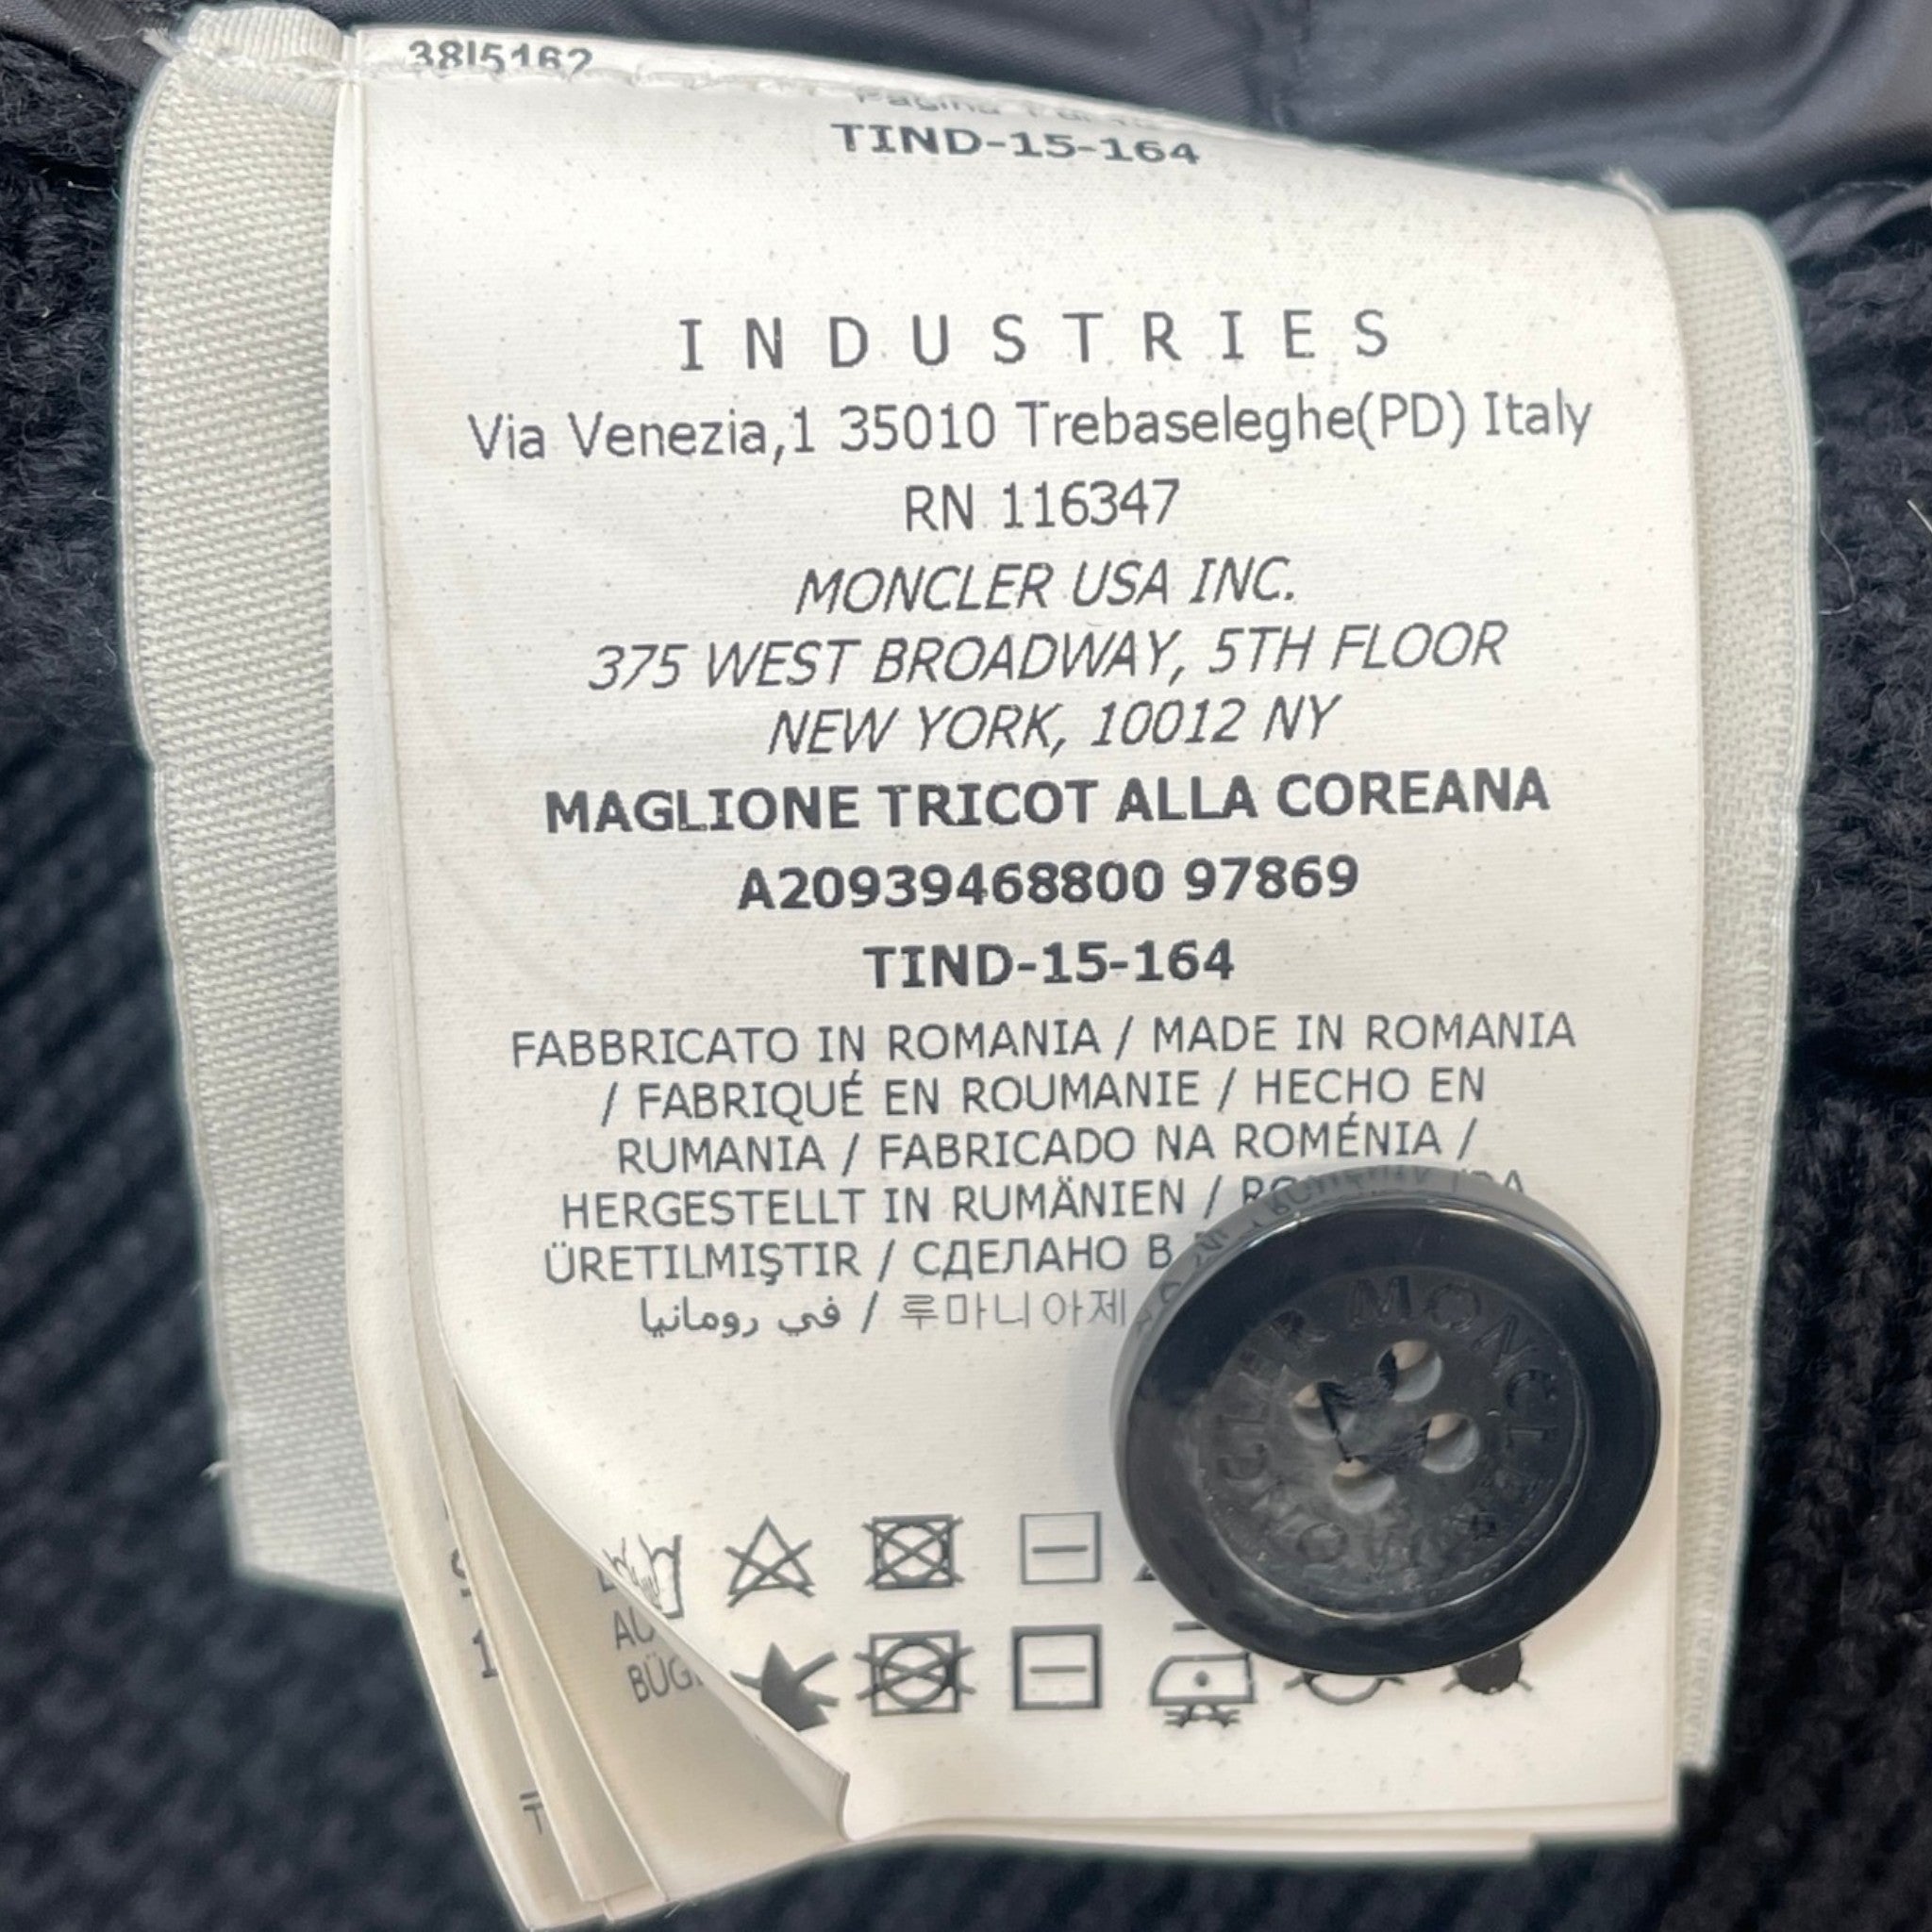 38I5162
TIND-15-164
INDUSTRIES
Via Venezia,1 35010 Trebaseleghe(PD) Italy
RN 116347
MONCLER USA INC.
375 WEST BROADWAY, 5TH FLOOR
NEW YORK, 10012 NY
MAGLIONE TRICOT ALLA COREANA
A20939468800 97869
TIND-15-164
FABBRICATO IN ROMANIA / MADE IN ROMANIA
/ FABRIQUÉ EN ROUMANIE / HECHO EN
RUMANIA / FABRICADO NA ROMÉNIA /
HERGESTELLT IN RUMÄNIEN /
ÜRETILMIŞTIR / СДЕЛАНО В
في رومانيا / 루마니아제
MONCLER
MONCLER